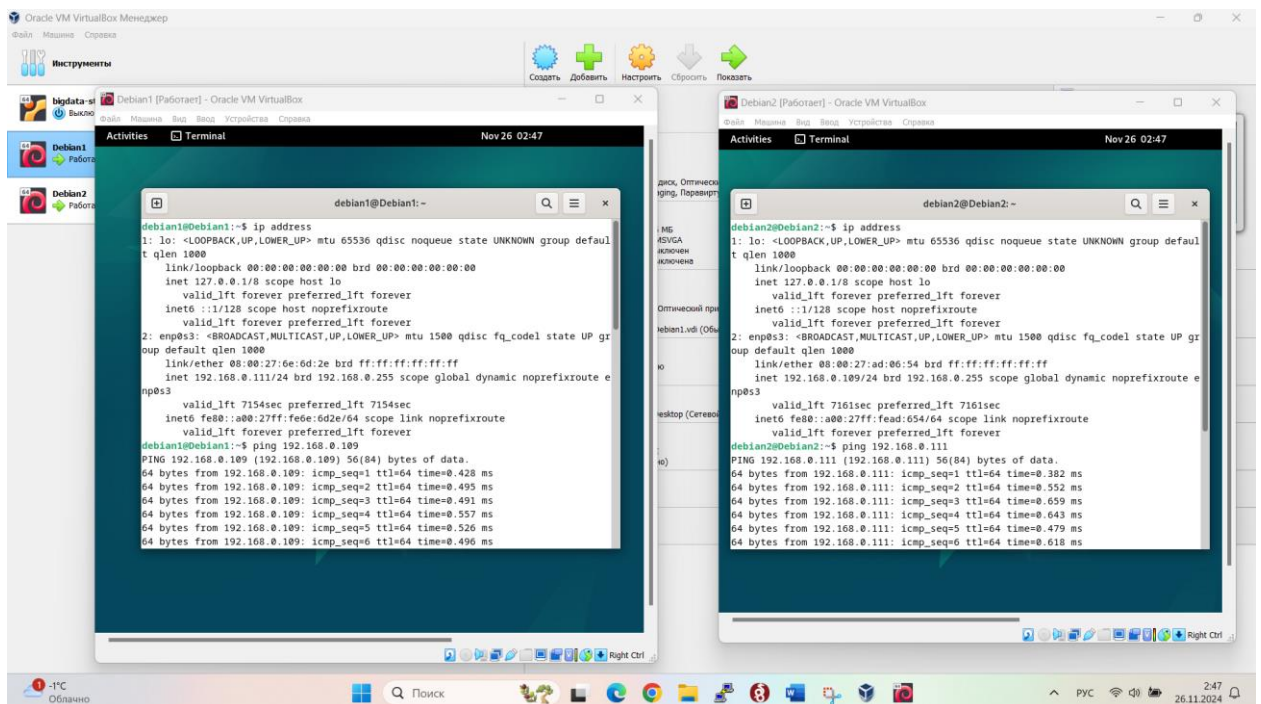 Oracle VM VirtualBox Менеджер
Файл Машина Справка
Инструменты
Создать Добавить Настроить Сбросить Показать
64
bigdata-st
Выклю
64
Debian1
Работа
64
Debian2
Работа
Debian1 [Работает] - Oracle VM VirtualBox
Файл Машина Вид Ввод Устройства Справка
Activities Terminal Nov 26 02:47
debian1@Debian1: ~
debian1@Debian1:~$ ip address
1: lo: <LOOPBACK,UP,LOWER_UP> mtu 65536 qdisc noqueue state UNKNOWN group defaul
t qlen 1000
link/loopback 00:00:00:00:00:00 brd 00:00:00:00:00:00
inet 127.0.0.1/8 scope host lo
valid_lft forever preferred_lft forever
inet6 ::1/128 scope host noprefixroute
valid_lft forever preferred_lft forever
2: enp0s3: <BROADCAST,MULTICAST,UP,LOWER_UP> mtu 1500 qdisc fq_codel state UP gr
oup default qlen 1000
link/ether 08:00:27:6e:6d:2e brd ff:ff:ff:ff:ff:ff
inet 192.168.0.111/24 brd 192.168.0.255 scope global dynamic noprefixroute e
np0s3
valid_lft 7154sec preferred_lft 7154sec
inet6 fe80::a00:27ff:fe6e:6d2e/64 scope link noprefixroute
valid_lft forever preferred_lft forever
debian1@Debian1:~$ ping 192.168.0.109
PING 192.168.0.109 (192.168.0.109) 56(84) bytes of data.
64 bytes from 192.168.0.109: icmp_seq=1 ttl=64 time=0.428 ms
64 bytes from 192.168.0.109: icmp_seq=2 ttl=64 time=0.495 ms
64 bytes from 192.168.0.109: icmp_seq=3 ttl=64 time=0.491 ms
64 bytes from 192.168.0.109: icmp_seq=4 ttl=64 time=0.557 ms
64 bytes from 192.168.0.109: icmp_seq=5 ttl=64 time=0.526 ms
64 bytes from 192.168.0.109: icmp_seq=6 ttl=64 time=0.496 ms
Right Ctrl
диск, Оптическ
ging, Паравирт
МБ
MSVGA
ключен
ключена
Оптический при
Debian1.vdi (Обы
esktop (Сетевой
Debian2 [Работает] - Oracle VM VirtualBox
Файл Машина Вид Ввод Устройства Справка
Activities Terminal Nov 26 02:47
debian2@Debian2: ~
debian2@Debian2:~$ ip address
1: lo: <LOOPBACK,UP,LOWER_UP> mtu 65536 qdisc noqueue state UNKNOWN group defaul
t qlen 1000
link/loopback 00:00:00:00:00:00 brd 00:00:00:00:00:00
inet 127.0.0.1/8 scope host lo
valid_lft forever preferred_lft forever
inet6 ::1/128 scope host noprefixroute
valid_lft forever preferred_lft forever
2: enp0s3: <BROADCAST,MULTICAST,UP,LOWER_UP> mtu 1500 qdisc fq_codel state UP gr
oup default qlen 1000
link/ether 08:00:27:ad:06:54 brd ff:ff:ff:ff:ff:ff
inet 192.168.0.109/24 brd 192.168.0.255 scope global dynamic noprefixroute e
np0s3
valid_lft 7161sec preferred_lft 7161sec
inet6 fe80::a00:27ff:fead:654/64 scope link noprefixroute
valid_lft forever preferred_lft forever
debian2@Debian2:~$ ping 192.168.0.111
PING 192.168.0.111 (192.168.0.111) 56(84) bytes of data.
64 bytes from 192.168.0.111: icmp_seq=1 ttl=64 time=0.382 ms
64 bytes from 192.168.0.111: icmp_seq=2 ttl=64 time=0.552 ms
64 bytes from 192.168.0.111: icmp_seq=3 ttl=64 time=0.659 ms
64 bytes from 192.168.0.111: icmp_seq=4 ttl=64 time=0.643 ms
64 bytes from 192.168.0.111: icmp_seq=5 ttl=64 time=0.479 ms
64 bytes from 192.168.0.111: icmp_seq=6 ttl=64 time=0.618 ms
Right Ctrl
1
-1°C
Облачно
Поиск
РУС
2:47
26.11.2024